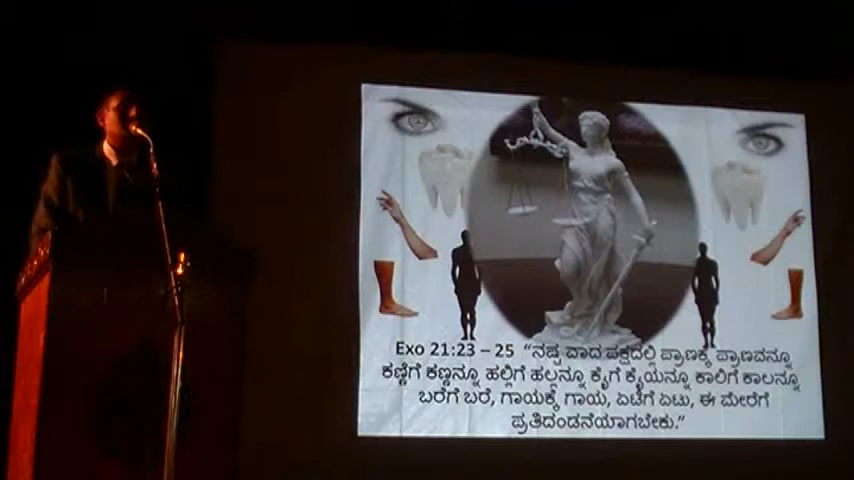 Exo 21:23 – 25 “ನಷ್ಟ ವಾದ ಪಕ್ಷದಲ್ಲಿ ಪ್ರಾಣಕ್ಕೆ ಪ್ರಾಣವನ್ನೂ
ಕಣ್ಣಿಗೆ ಕಣ್ಣನ್ನೂ ಹಲ್ಲಿಗೆ ಹಲ್ಲನ್ನೂ ಕೈಗೆ ಕೈಯನ್ನೂ ಕಾಲಿಗೆ ಕಾಲನ್ನೂ
ಬರೆಗೆ ಬರೆ, ಗಾಯಕ್ಕೆ ಗಾಯ, ಏಟಿಗೆ ಏಟು, ಈ ಮೇರೆಗೆ
ಪ್ರತಿದಂಡನೆಯಾಗಬೇಕು.”